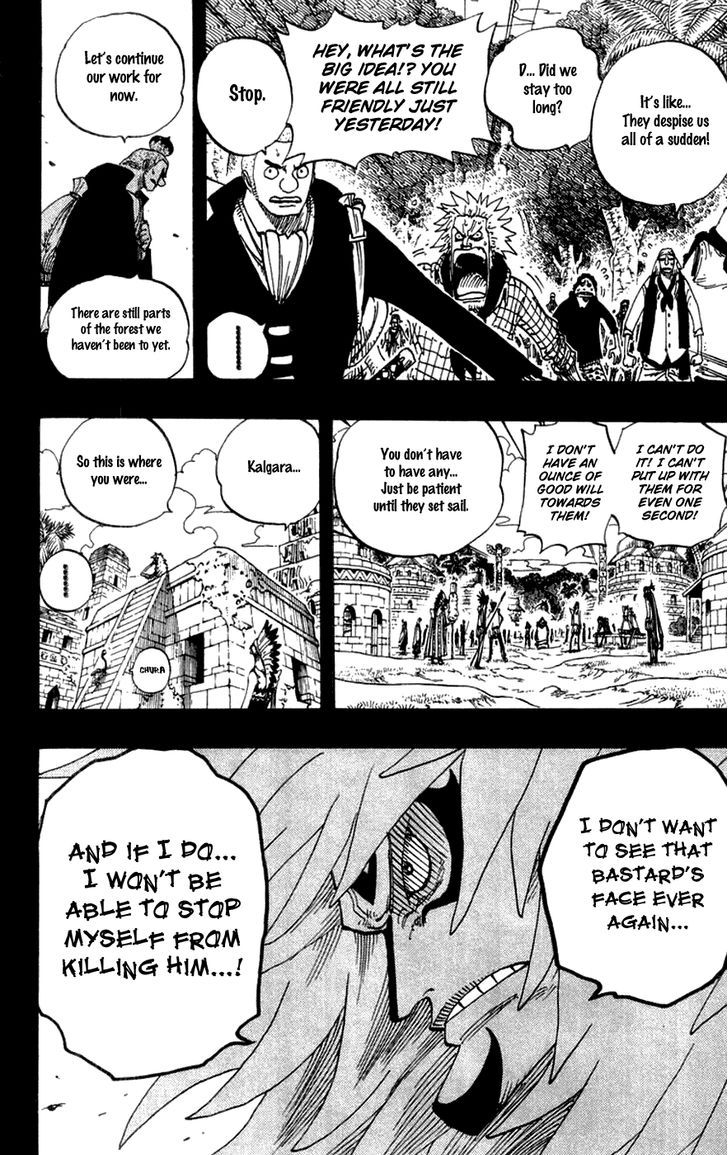 It's like...
They despise us
all of a sudden!
D... Did we
stay too
long?
HEY, WHAT'S THE
BIG IDEA!? YOU
WERE ALL STILL
FRIENDLY JUST
YESTERDAY!
Stop.
Let's continue
our work for
now.
There are still parts
of the forest we
haven't been to yet.
I CAN'T DO
IT! I CAN'T
PUT UP WITH
THEM FOR
EVEN ONE
SECOND!
I DON'T
HAVE AN
OUNCE OF
GOOD WILL
TOWARDS
THEM!
You don't have
to have any...
Just be patient
until they set sail.
Kalgara...
So this is where
you were...
CHURA
I DON'T WANT
TO SEE THAT
BASTARD'S
FACE EVER
AGAIN...
AND IF I DO...
I WON'T BE
ABLE TO STOP
MYSELF FROM
KILLING HIM...!